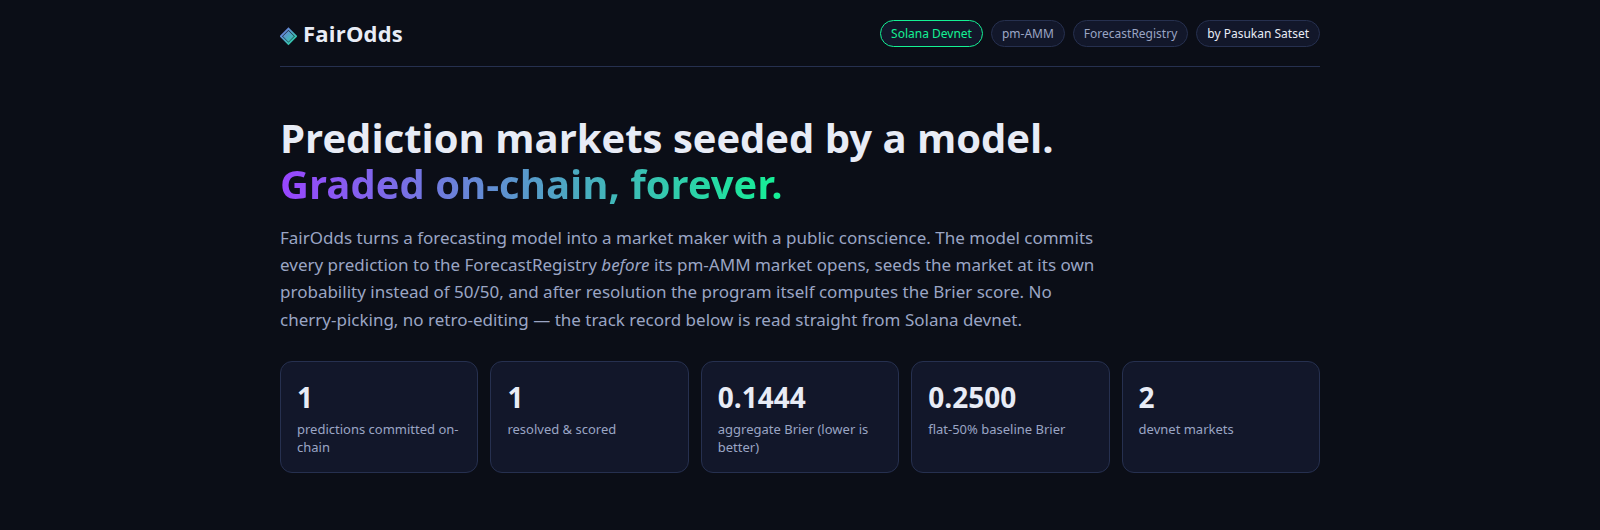 ◈ FairOdds
Solana Devnet
pm-AMM
ForecastRegistry
by Pasukan Satset
Prediction markets seeded by a model.
Graded on-chain, forever.
FairOdds turns a forecasting model into a market maker with a public conscience. The model commits
every prediction to the ForecastRegistry before its pm-AMM market opens, seeds the market at its own
probability instead of 50/50, and after resolution the program itself computes the Brier score. No
cherry-picking, no retro-editing — the track record below is read straight from Solana devnet.
1
predictions committed on-
chain
1
resolved & scored
0.1444
aggregate Brier (lower is
better)
0.2500
flat-50% baseline Brier
2
devnet markets